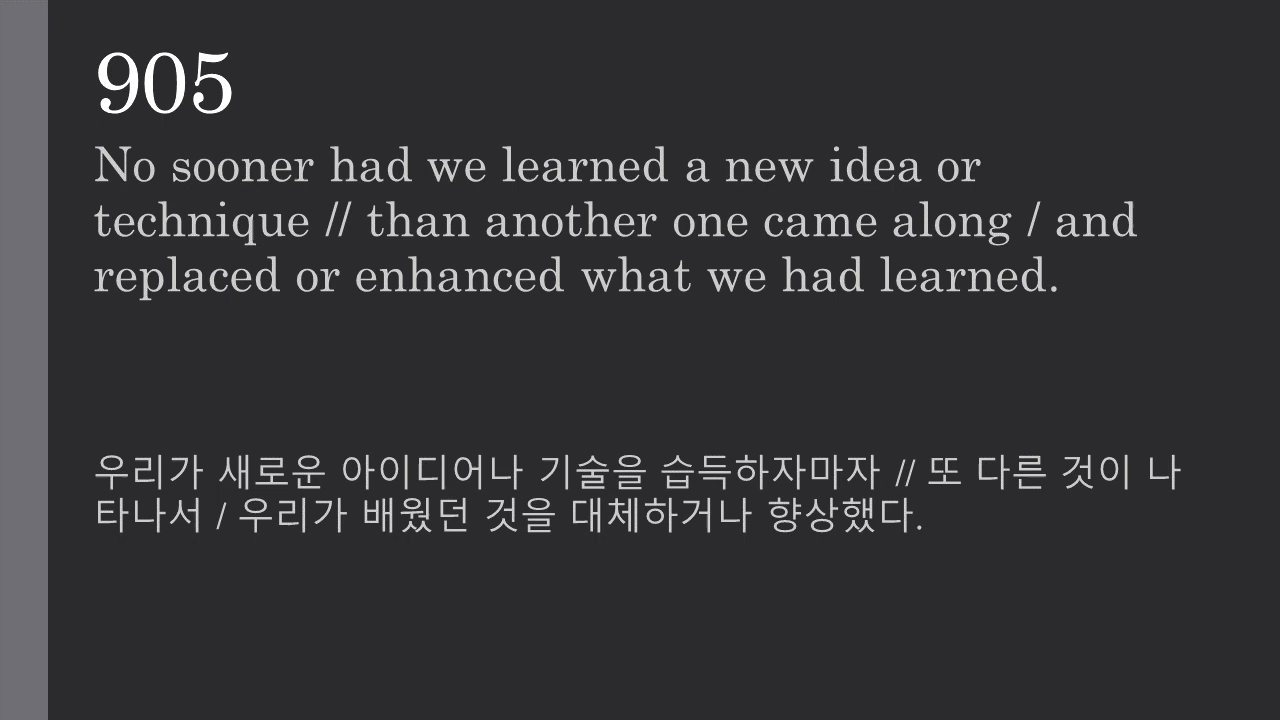 905
No sooner had we learned a new idea or
technique // than another one came along / and
replaced or enhanced what we had learned.
우리가 새로운 아이디어나 기술을 습득하자마자 // 또 다른 것이 나
타나서 / 우리가 배웠던 것을 대체하거나 향상했다.